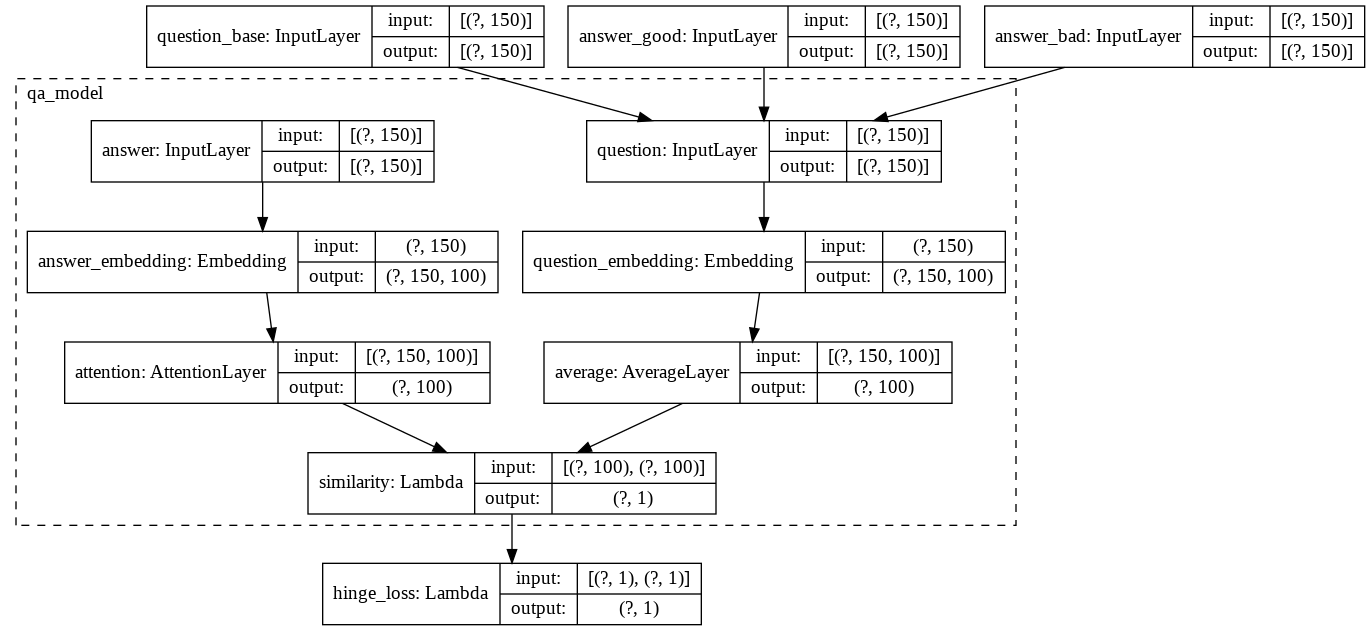 question_base: InputLayer
input: [(?, 150)]
output: [(?, 150)]
answer_good: InputLayer
input: [(?, 150)]
output: [(?, 150)]
answer_bad: InputLayer
input: [(?, 150)]
output: [(?, 150)]
qa_model
answer: InputLayer
input: [(?, 150)]
output: [(?, 150)]
question: InputLayer
input: [(?, 150)]
output: [(?, 150)]
answer_embedding: Embedding
input: (?, 150)
output: (?, 150, 100)
question_embedding: Embedding
input: (?, 150)
output: (?, 150, 100)
attention: AttentionLayer
input: [(?, 150, 100)]
output: (?, 100)
average: AverageLayer
input: [(?, 150, 100)]
output: (?, 100)
similarity: Lambda
input: [(?, 100), (?, 100)]
output: (?, 1)
hinge_loss: Lambda
input: [(?, 1), (?, 1)]
output: (?, 1)